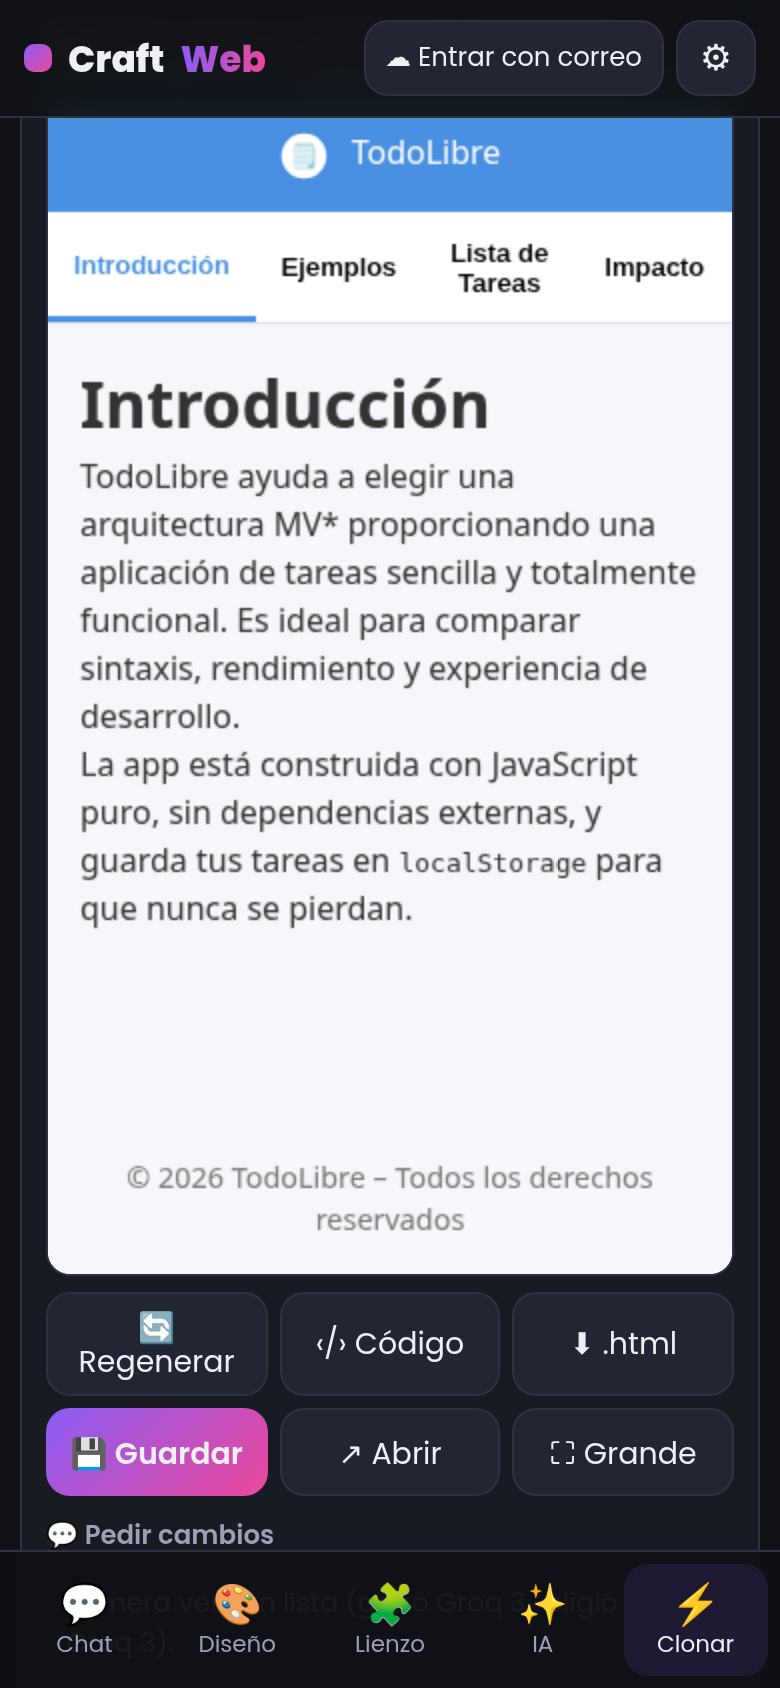 Craft Web
☁ Entrar con correo
TodoLibre
Introducción
Ejemplos
Lista de
Tareas
Impacto
Introducción
TodoLibre ayuda a elegir una
arquitectura MV* proporcionando una
aplicación de tareas sencilla y totalmente
funcional. Es ideal para comparar
sintaxis, rendimiento y experiencia de
desarrollo.
La app está construida con JavaScript
puro, sin dependencias externas, y
guarda tus tareas en localStorage para
que nunca se pierdan.
© 2026 TodoLibre – Todos los derechos
reservados
🔄
Regenerar
</> Código
⬇ .html
💾 Guardar
↗ Abrir
⛶ Grande
💬 Pedir cambios
lista
Groq
Chat
Diseño
Lienzo
IA
Clonar